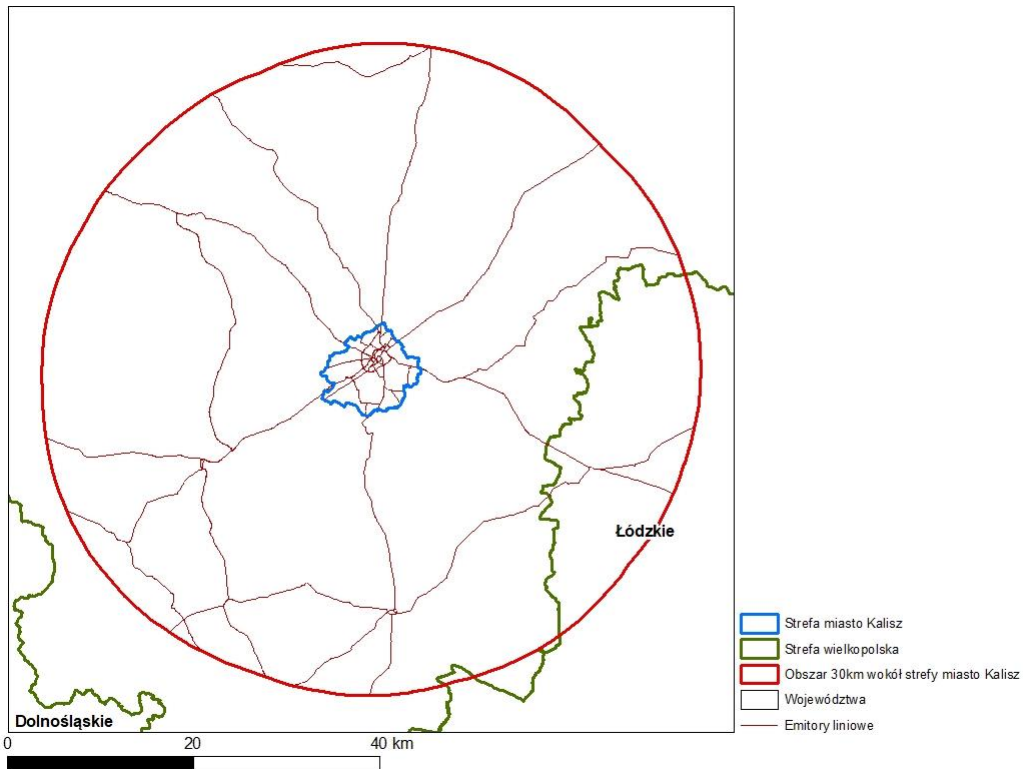 Łódzkie
Dolnośląskie
0 20 40 km
Strefa miasto Kalisz
Strefa wielkopolska
Obszar 30km wokół strefy miasto Kalisz
Województwa
Emitory liniowe